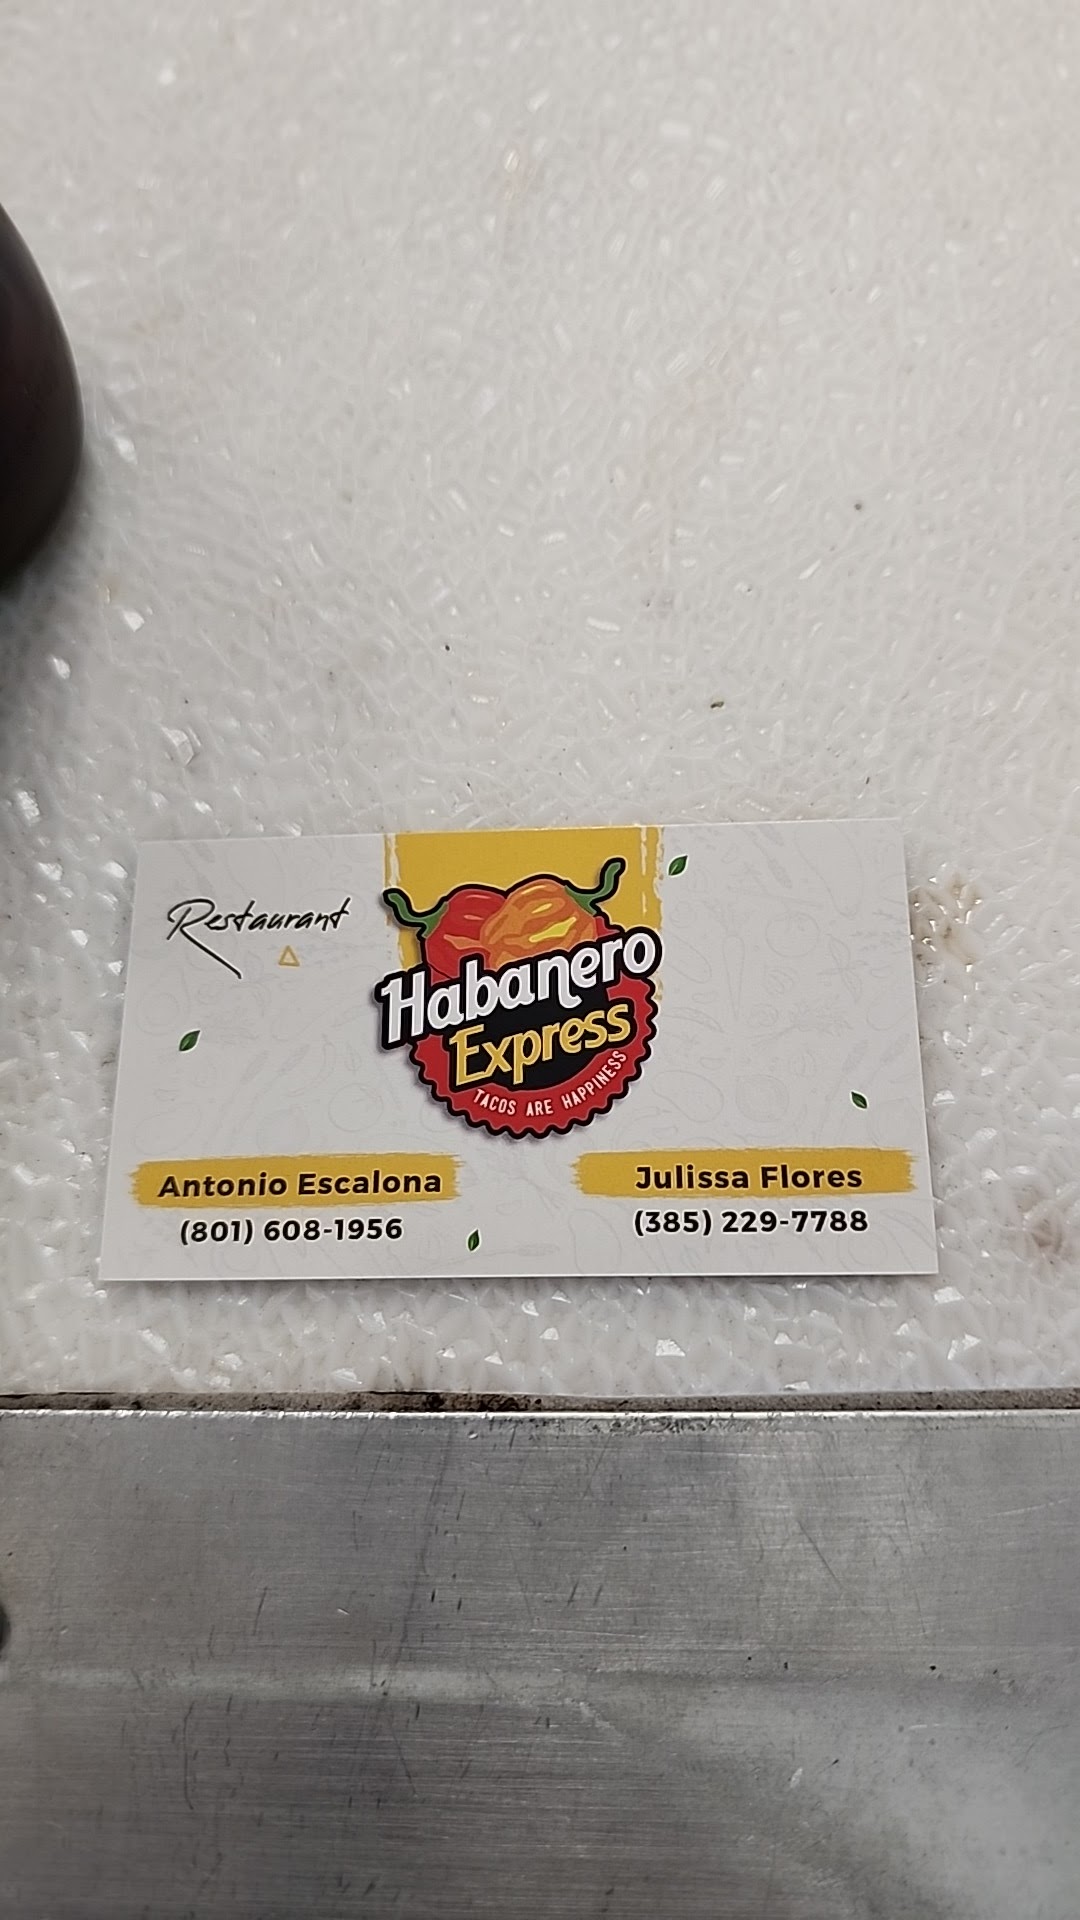 Restaurant
Habanero
Express
TACOS ARE HAPPINESS
Antonio Escalona
(801) 608-1956
Julissa Flores
(385) 229-7788